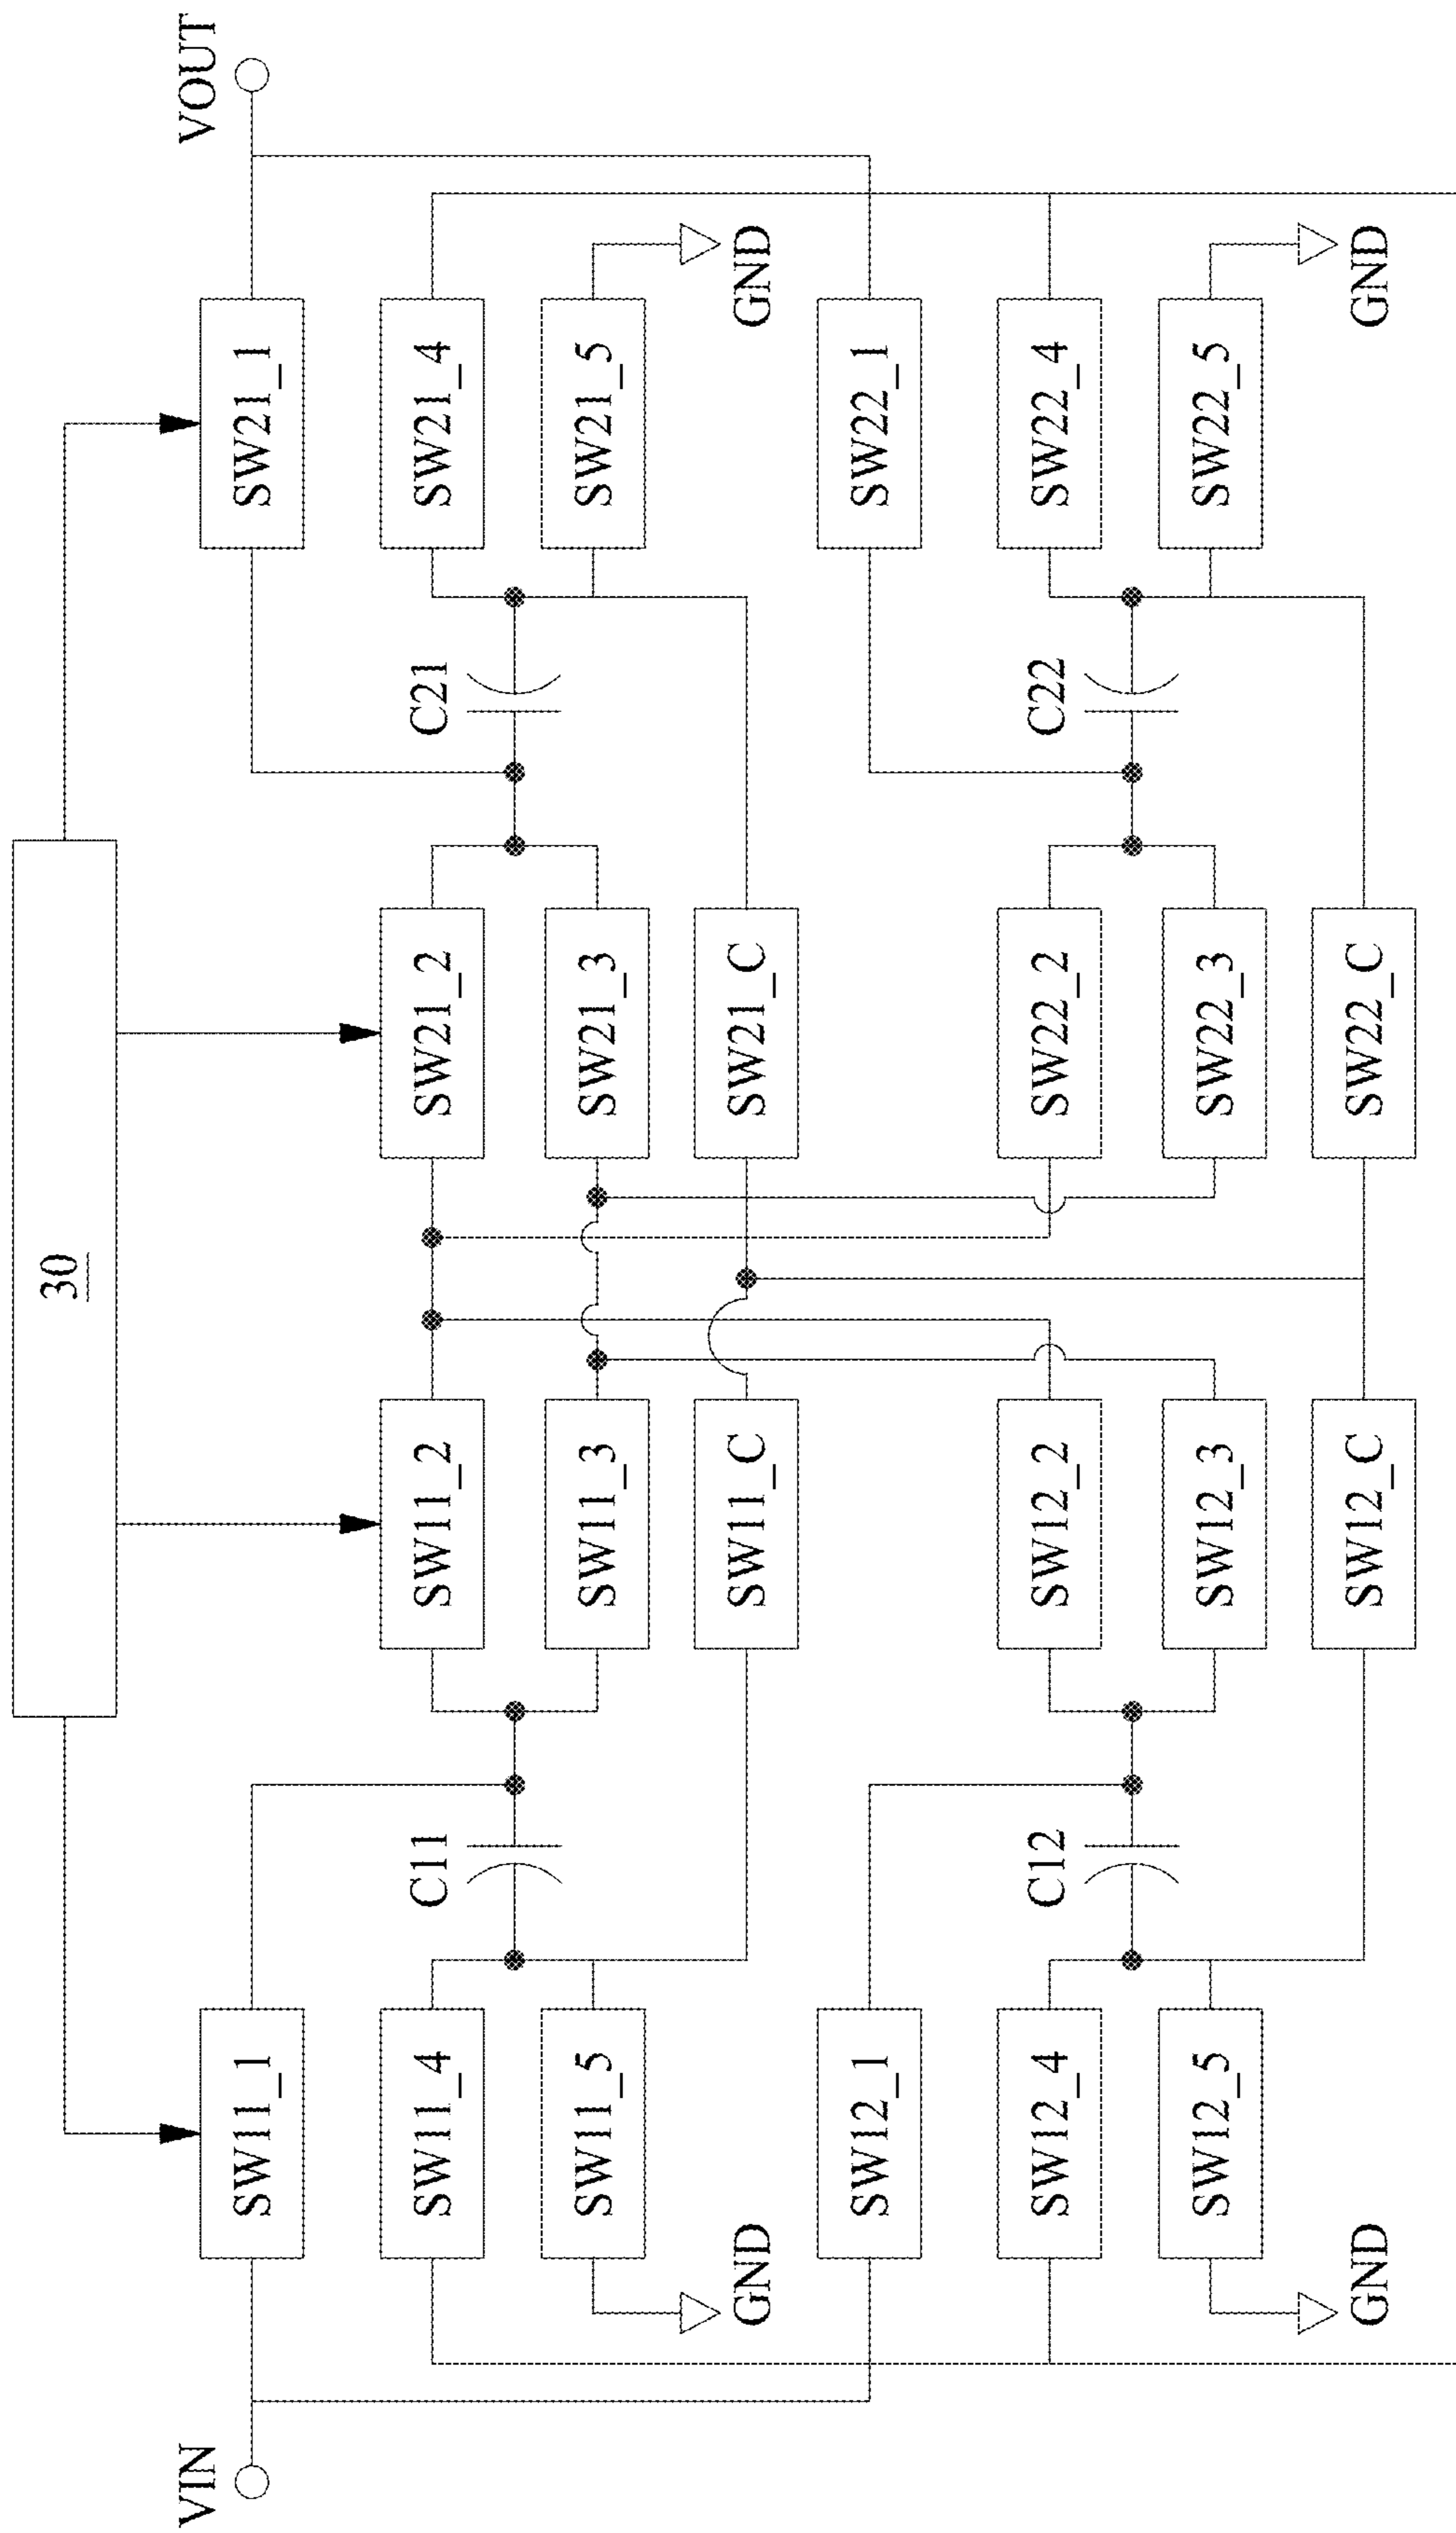 30
VIN
SW11_1
SW21_1
VOUT
SW11_4
C11
SW11_2
SW21_2
C21
SW21_4
SW11_5
SW11_3
SW21_3
SW21_5
GND
SW11_C
SW21_C
GND
SW12_1
SW22_1
SW12_4
C12
SW12_2
SW22_2
C22
SW22_4
SW12_5
SW12_3
SW22_3
SW22_5
GND
SW12_C
SW22_C
GND